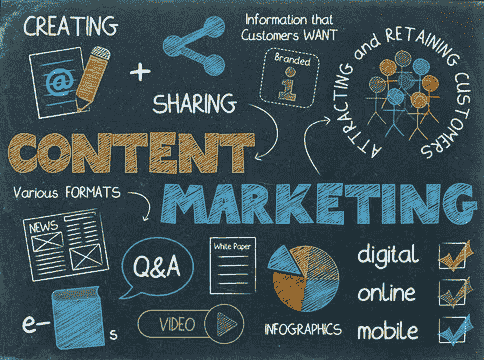 CREATING
@
+
SHARING
Information that
Customers WANT
Branded
i
ATTRACTING and RETAINING CUSTOMERS
CONTENT
MARKETING
Various FORMATS
NEWS
Q&A
White Paper
e-
s
VIDEO
INFOGRAPHICS
digital
online
mobile